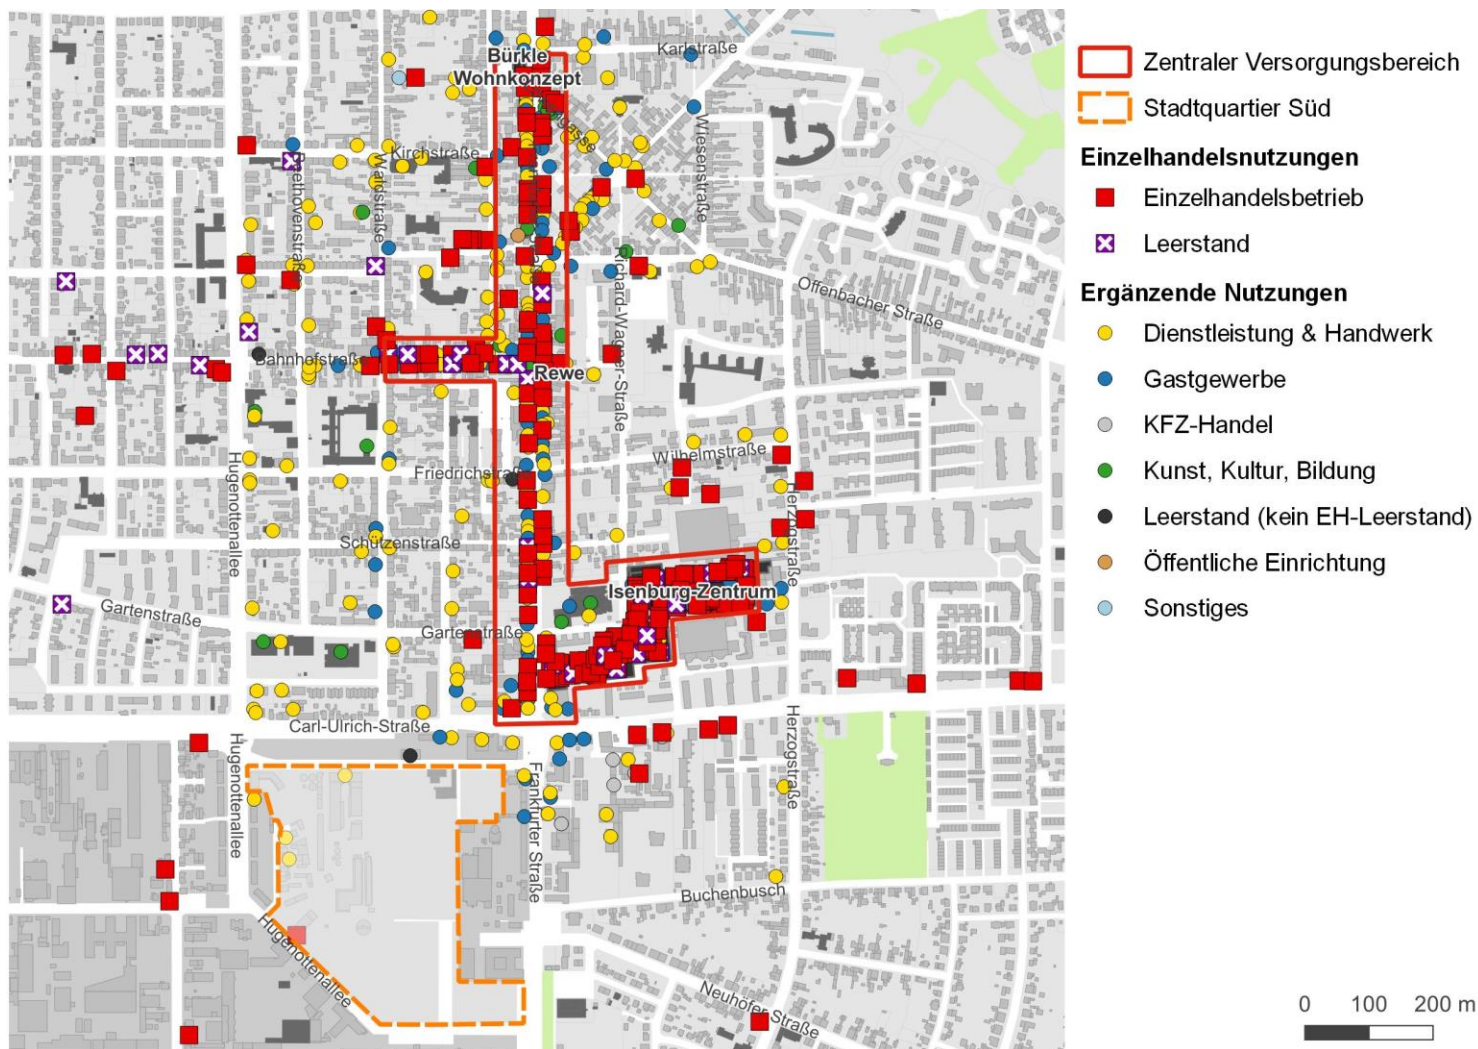 Karlstraße
Bürkle
Wohnkonzept
Kirchstraße
Waldstraße
Beethovenstraße
Wiesenstraße
Richard-Wagner-Straße
Offenbacher Straße
Bahnhofstraße
Rewe
Wilhelmstraße
Friedrichstraße
Hugenottenallee
Herzogstraße
Schützenstraße
Isenburg-Zentrum
Gartenstraße
Gartenstraße
Carl-Ulrich-Straße
Herzogstraße
Hugenottenallee
Frankfurter Straße
Buchenbusch
Hugenottenallee
Neuhöfer Straße
Zentraler Versorgungsbereich
Stadtquartier Süd
Einzelhandelsnutzungen
Einzelhandelsbetrieb
Leerstand
Ergänzende Nutzungen
Dienstleistung & Handwerk
Gastgewerbe
KFZ-Handel
Kunst, Kultur, Bildung
Leerstand (kein EH-Leerstand)
Öffentliche Einrichtung
Sonstiges
0 100 200 m